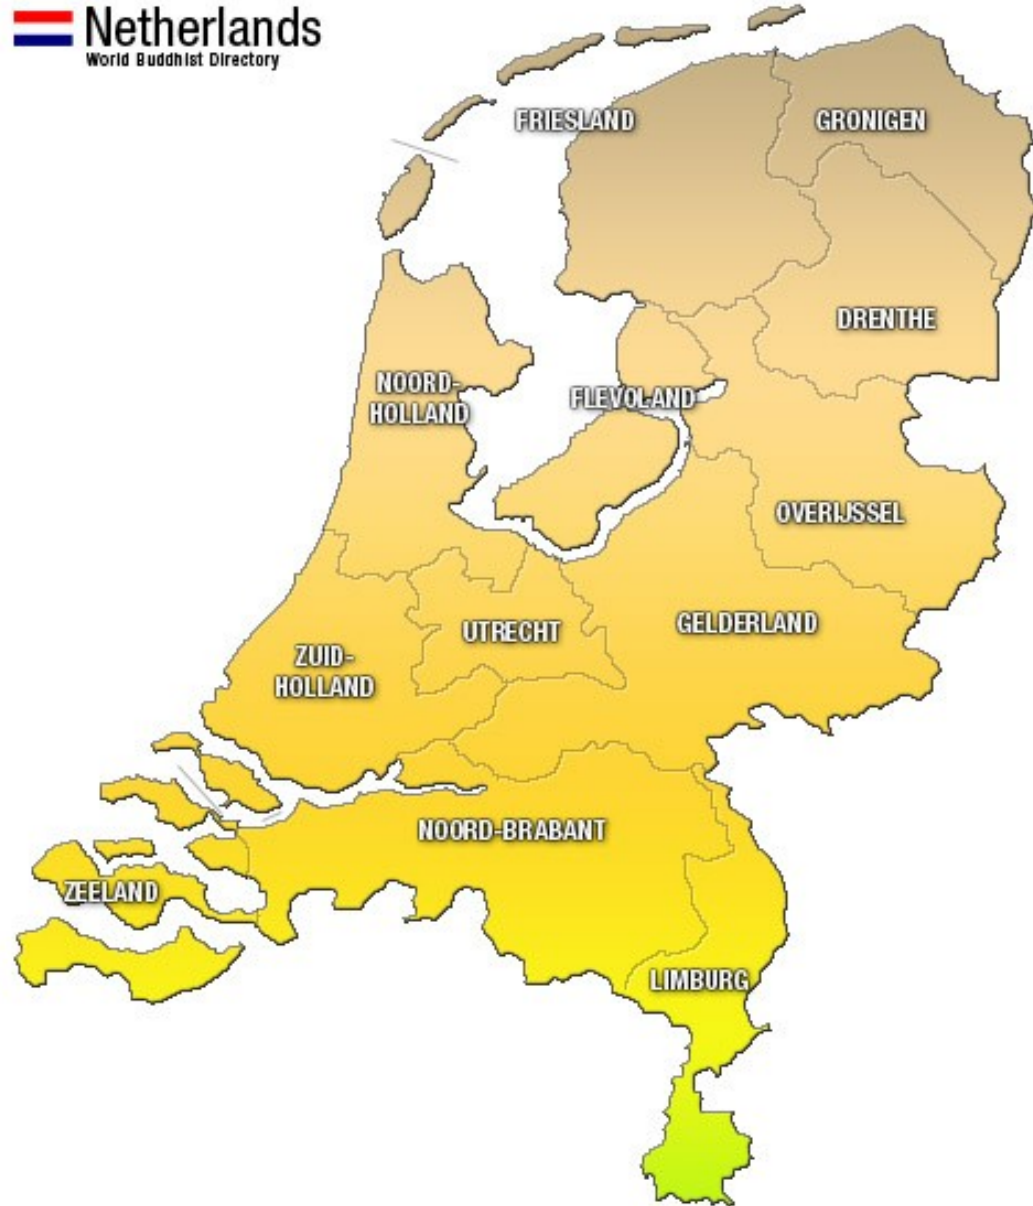 Netherlands
World Buddhist Directory
FRIESLAND
GRONIGEN
DRENTHE
NOORD-
HOLLAND
FLEVOLAND
OVERIJSSEL
UTRECHT
GELDERLAND
ZUID-
HOLLAND
NOORD-BRABANT
ZEELAND
LIMBURG